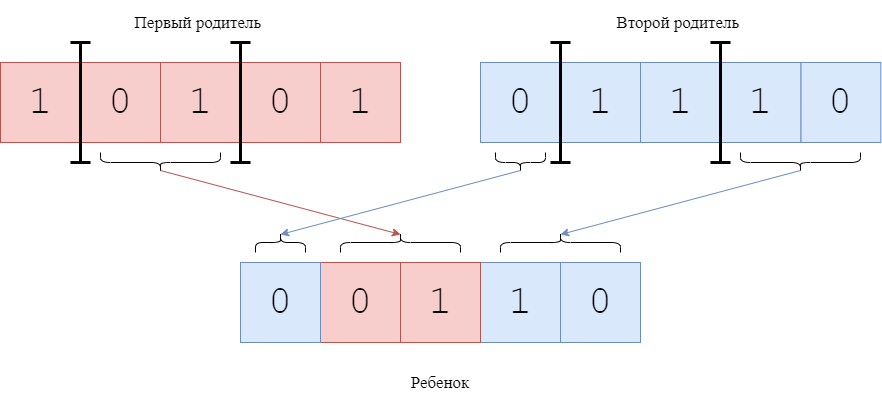 Первый родитель
Второй родитель
1 0 1 0 1
0 1 1 1 0
0 0 1 1 0
Ребенок